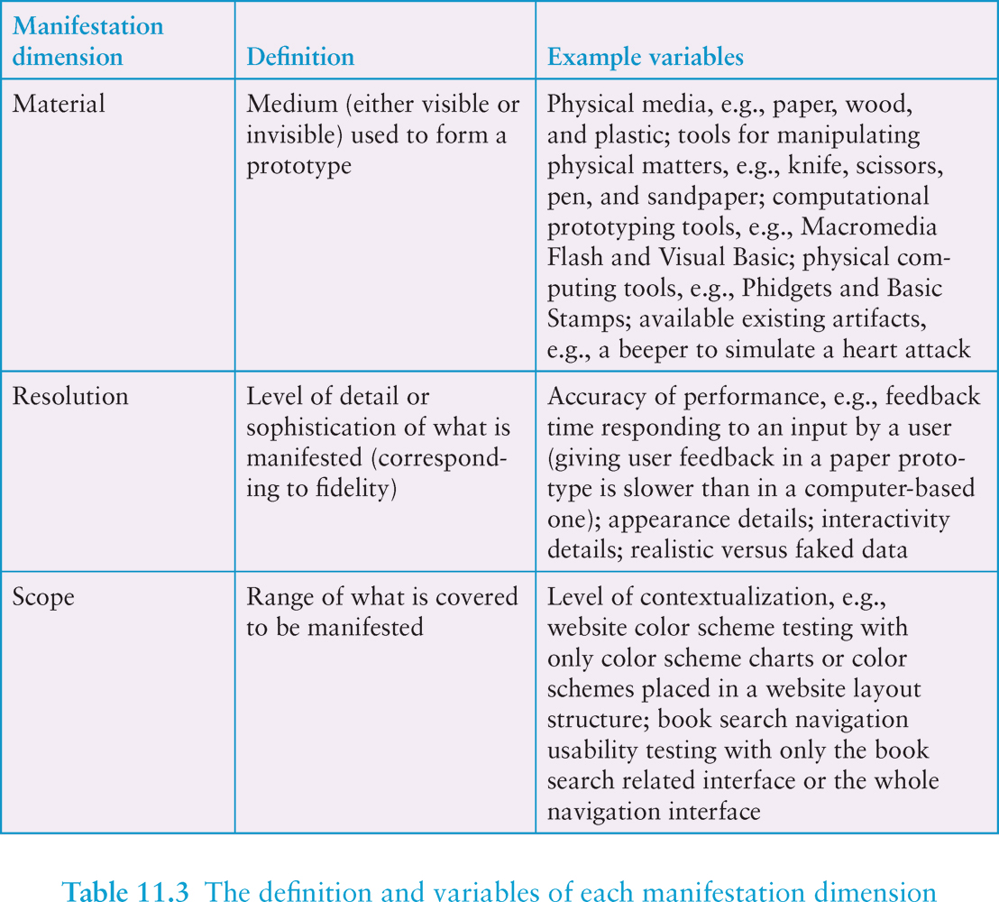 Manifestation
dimension
Definition
Example variables
Material
Medium (either visible or
invisible) used to form a
prototype
Physical media, e.g., paper, wood,
and plastic; tools for manipulating
physical matters, e.g., knife, scissors,
pen, and sandpaper; computational
prototyping tools, e.g., Macromedia
Flash and Visual Basic; physical com-
puting tools, e.g., Phidgets and Basic
Stamps; available existing artifacts,
e.g., a beeper to simulate a heart attack
Resolution
Level of detail or
sophistication of what is
manifested (correspond-
ing to fidelity)
Accuracy of performance, e.g., feedback
time responding to an input by a user
(giving user feedback in a paper proto-
type is slower than in a computer-based
one); appearance details; interactivity
details; realistic versus faked data
Scope
Range of what is covered
to be manifested
Level of contextualization, e.g.,
website color scheme testing with
only color scheme charts or color
schemes placed in a website layout
structure; book search navigation
usability testing with only the book
search related interface or the whole
navigation interface
Table 11.3 The definition and variables of each manifestation dimension